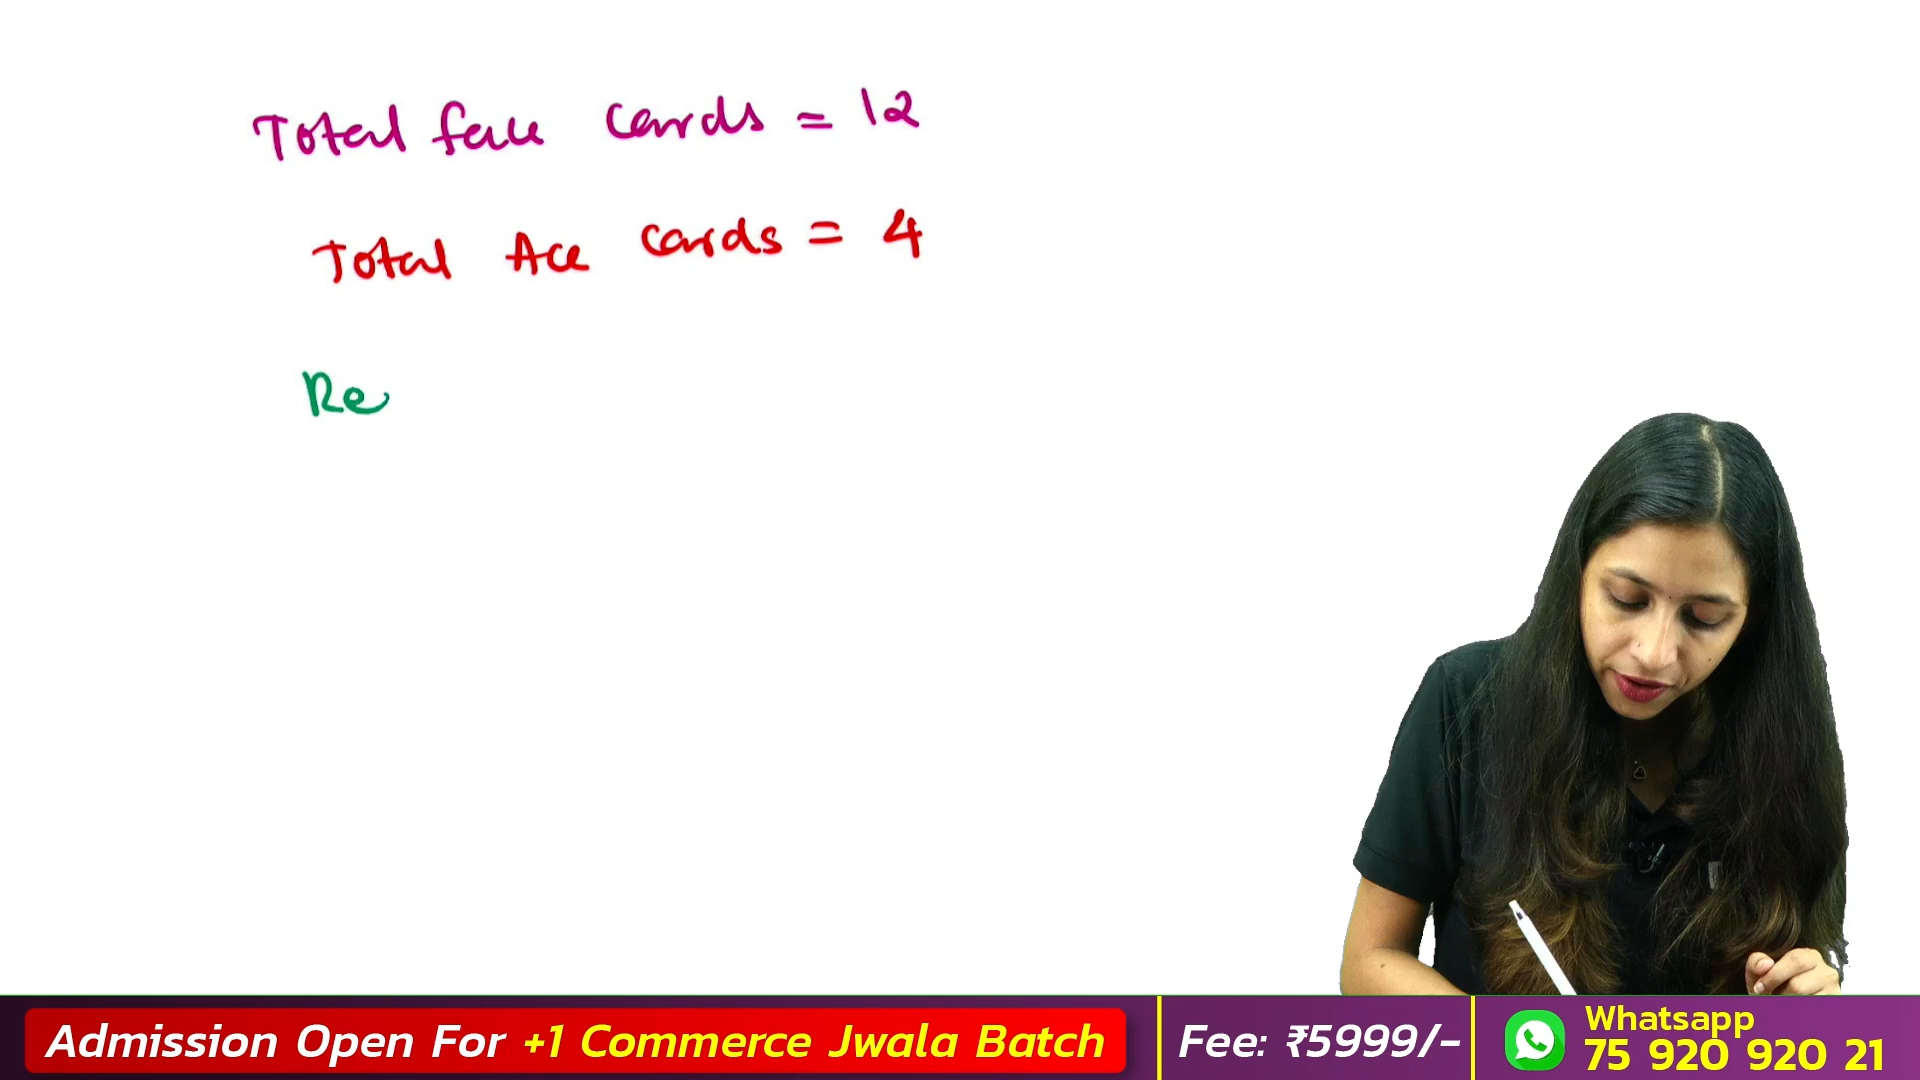 Total face cards = 12
Total Ace cards = 4
Re
Admission Open For +1 Commerce Jwala Batch
Fee: ₹5999/-
Whatsapp
75 920 920 21